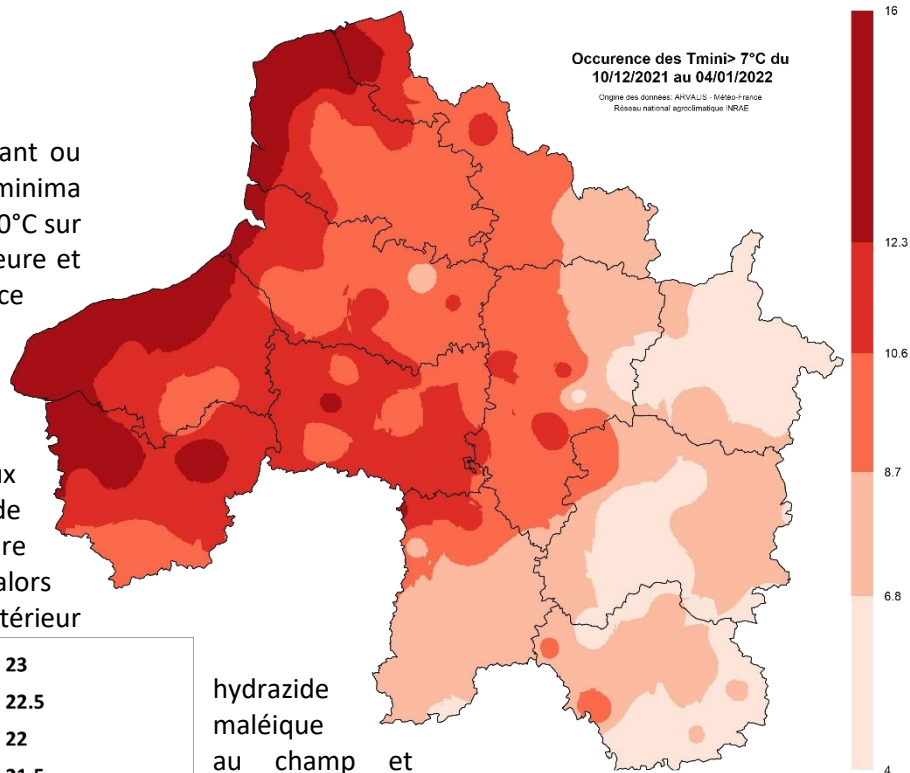 Occurence des Tmini> 7°C du
10/12/2021 au 04/01/2022
Origine des données: ARVALIS - Météo-France
Réseau national agroclimatique INRAE
16
12.3
10.6
8.7
6.8
4
ant ou
minima
0°C sur
eure et
ce
ux
de
re
alors
térieur
23
22.5
22
21.5
hydrazide
maléique
au champ et